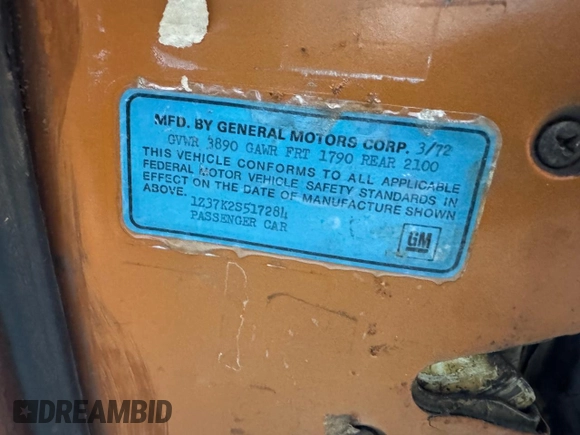 MFD. BY GENERAL MOTORS CORP. 3/72
GVWR 3890 GAWR FRT 1790 REAR 2100
THIS VEHICLE CONFORMS TO ALL APPLICABLE
FEDERAL MOTOR VEHICLE SAFETY STANDARDS IN
EFFECT ON THE DATE OF MANUFACTURE SHOWN
ABOVE.
1Z37K2S517284
PASSENGER CAR
GM
DREAMBID